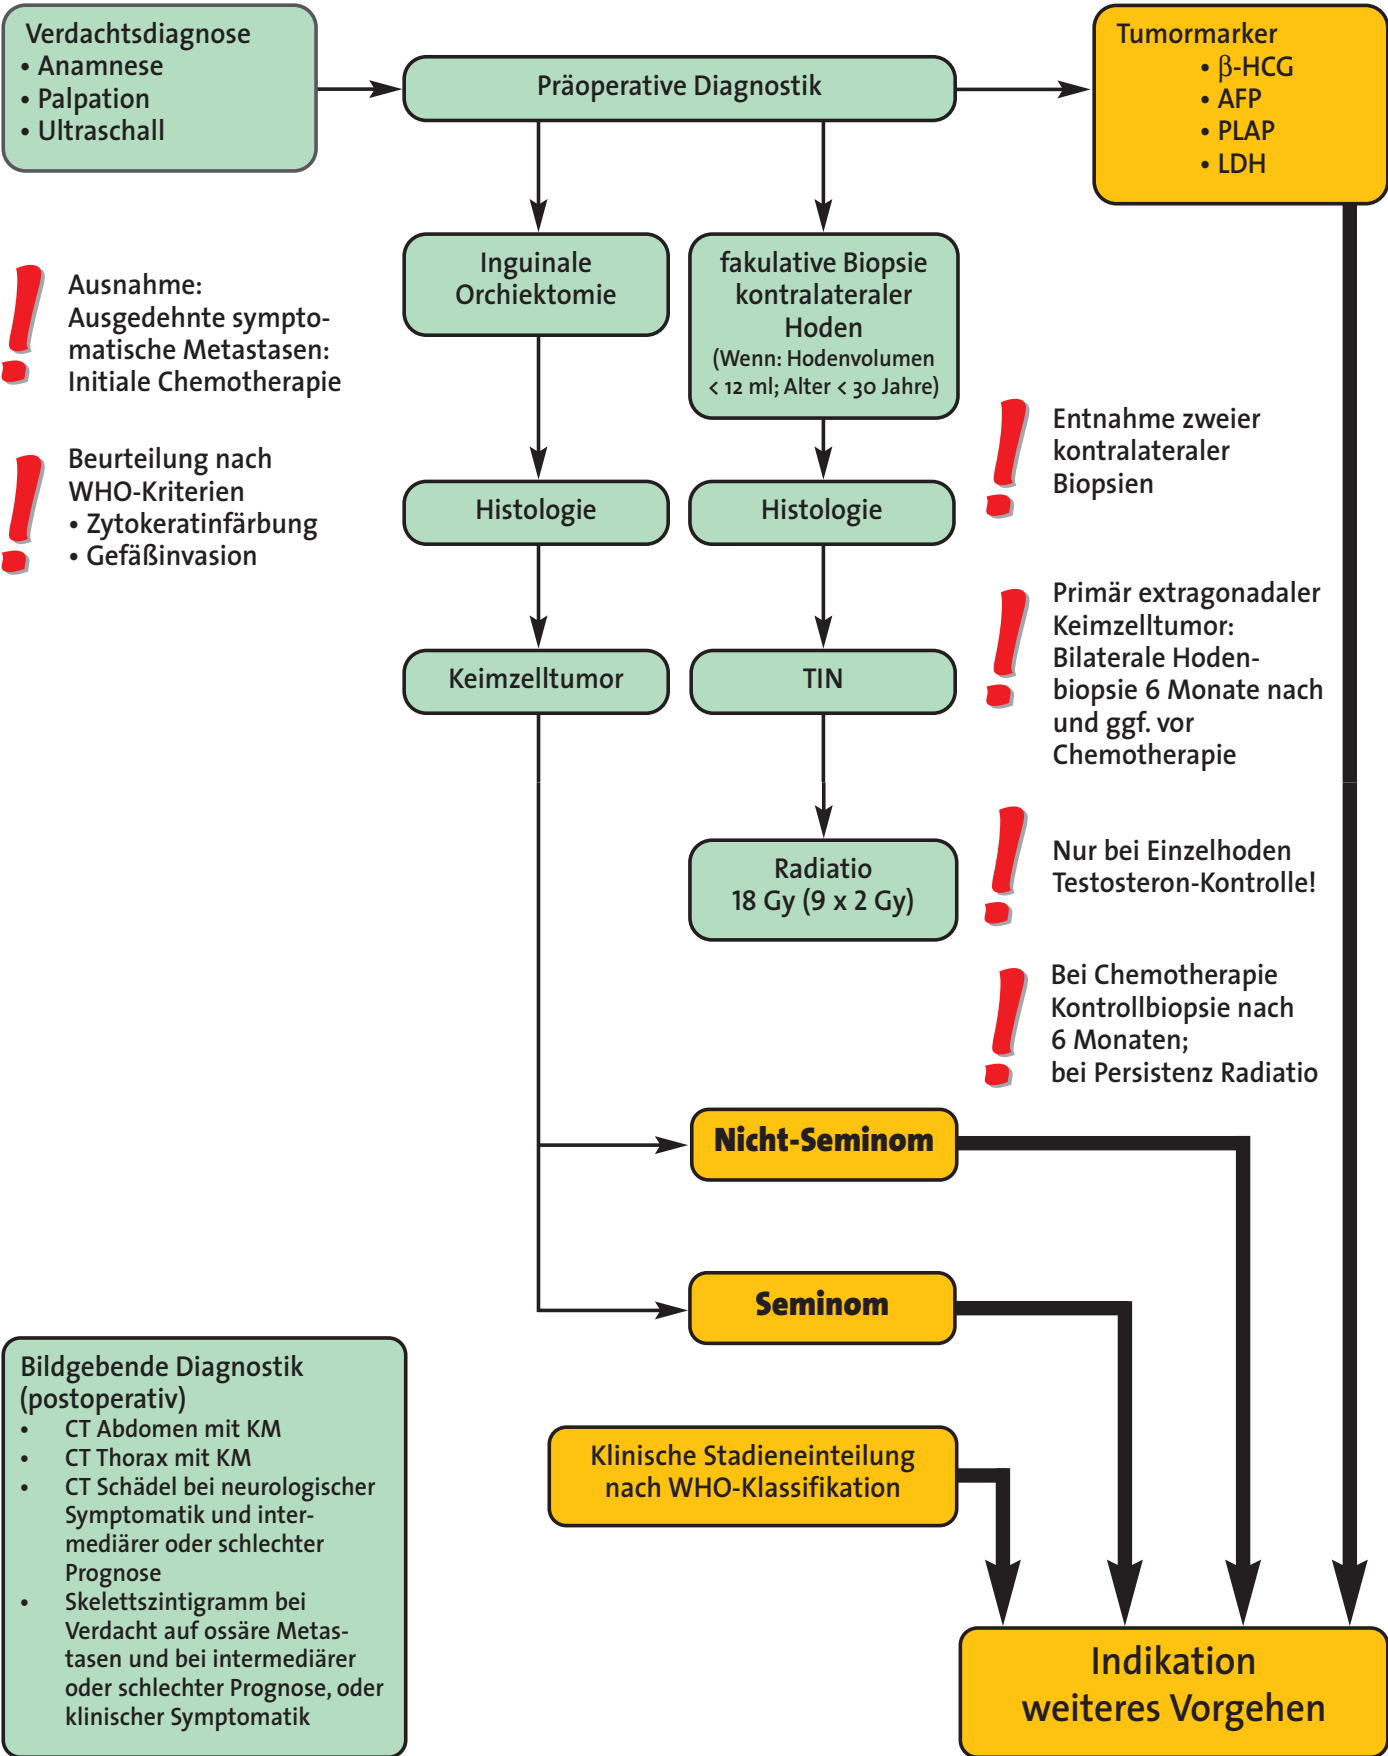 Verdachtsdiagnose
• Anamnese
• Palpation
• Ultraschall
Präoperative Diagnostik
Tumormarker
• β-HCG
• AFP
• PLAP
• LDH
Inguinale
Orchiektomie
fakulative Biopsie
kontralateraler
Hoden
(Wenn: Hodenvolumen
< 12 ml; Alter < 30 Jahre)
! Ausnahme:
Ausgedehnte sympto-
matische Metastasen:
Initiale Chemotherapie
! Beurteilung nach
WHO-Kriterien
• Zytokeratinfärbung
• Gefäßinvasion
Histologie
Histologie
! Entnahme zweier
kontralateraler
Biopsien
Keimzelltumor
TIN
! Primär extragonadaler
Keimzelltumor:
Bilaterale Hoden-
biopsie 6 Monate nach
und ggf. vor
Chemotherapie
Radiatio
18 Gy (9 x 2 Gy)
! Nur bei Einzelhoden
Testosteron-Kontrolle!
! Bei Chemotherapie
Kontrollbiopsie nach
6 Monaten;
bei Persistenz Radiatio
Nicht-Seminom
Seminom
Bildgebende Diagnostik
(postoperativ)
• CT Abdomen mit KM
• CT Thorax mit KM
• CT Schädel bei neurologischer
Symptomatik und inter-
mediärer oder schlechter
Prognose
• Skelettszintigramm bei
Verdacht auf ossäre Metas-
tasen und bei intermediärer
oder schlechter Prognose, oder
klinischer Symptomatik
Klinische Stadieneinteilung
nach WHO-Klassifikation
Indikation
weiteres Vorgehen